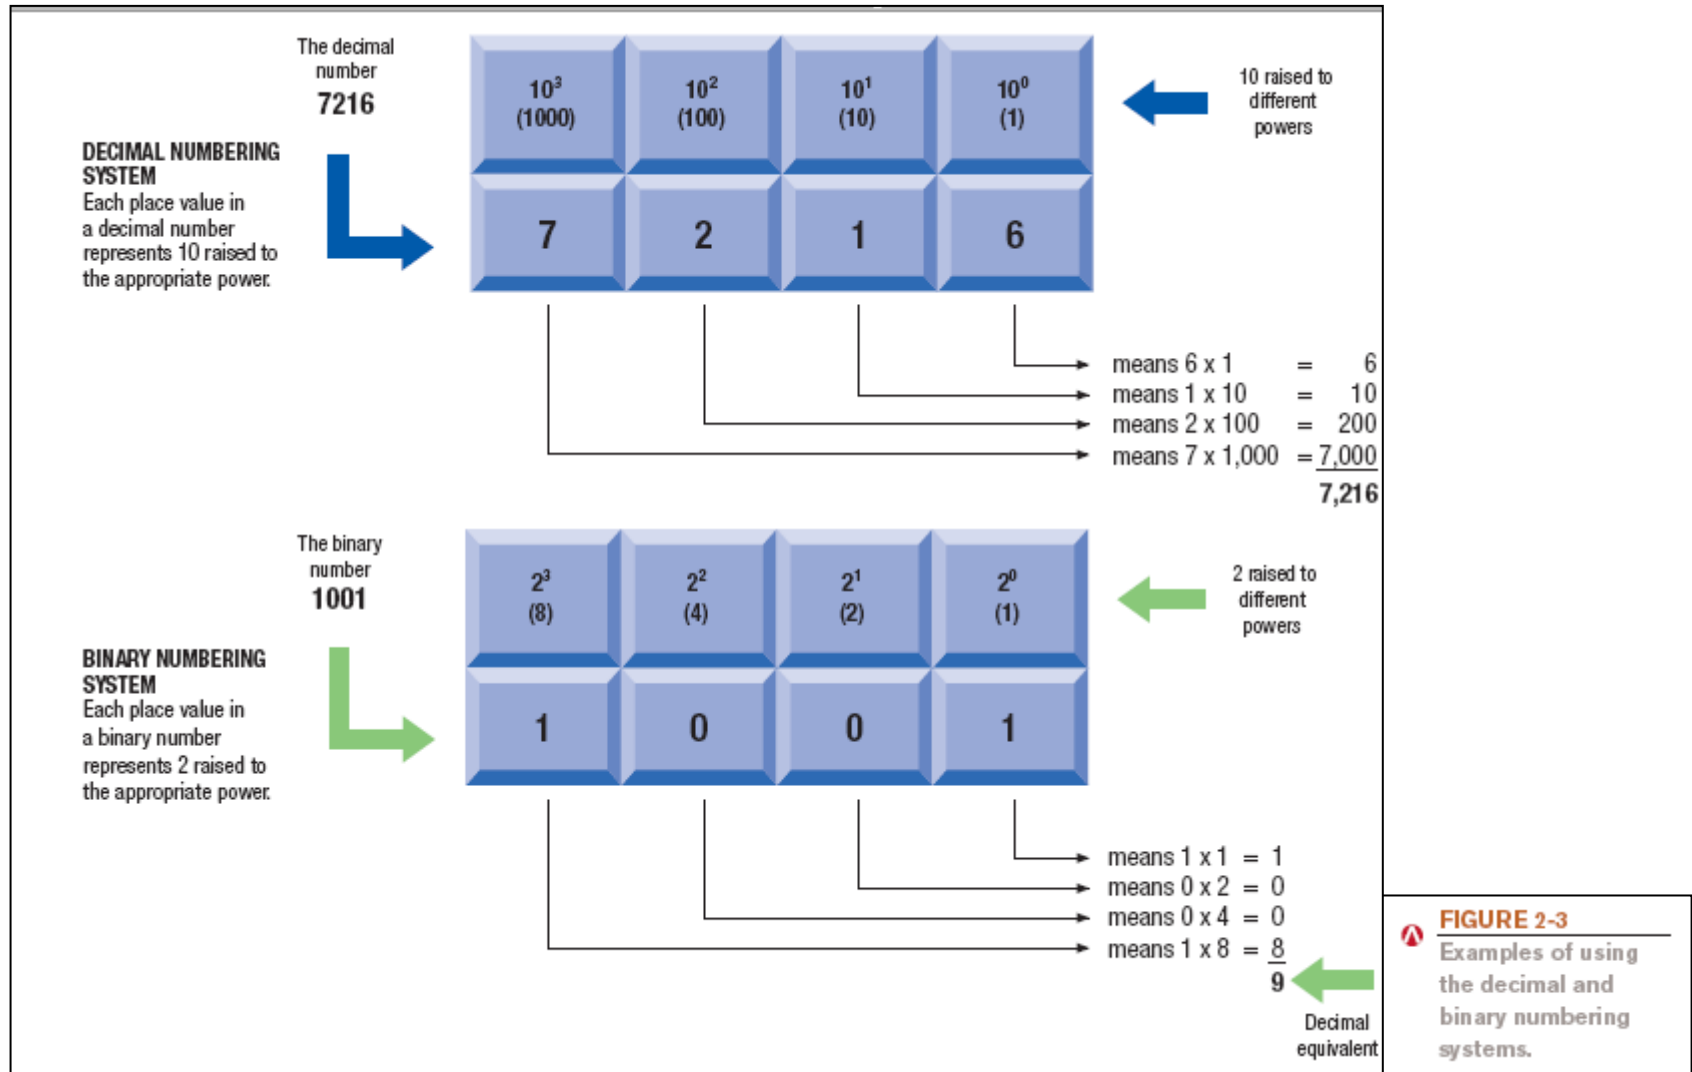 The decimal
number
7216
DECIMAL NUMBERING
SYSTEM
Each place value in
a decimal number
represents 10 raised to
the appropriate power.
10³ 10² 10¹ 10⁰
(1000) (100) (10) (1)
10 raised to
different
powers
7 2 1 6
means 6 x 1 = 6
means 1 x 10 = 10
means 2 x 100 = 200
means 7 x 1,000 = 7,000
7,216
The binary
number
1001
BINARY NUMBERING
SYSTEM
Each place value in
a binary number
represents 2 raised to
the appropriate power.
2³ 2² 2¹ 2⁰
(8) (4) (2) (1)
2 raised to
different
powers
1 0 0 1
means 1 x 1 = 1
means 0 x 2 = 0
means 0 x 4 = 0
means 1 x 8 = 8
9
Decimal
equivalent
FIGURE 2-3
Examples of using
the decimal and
binary numbering
systems.